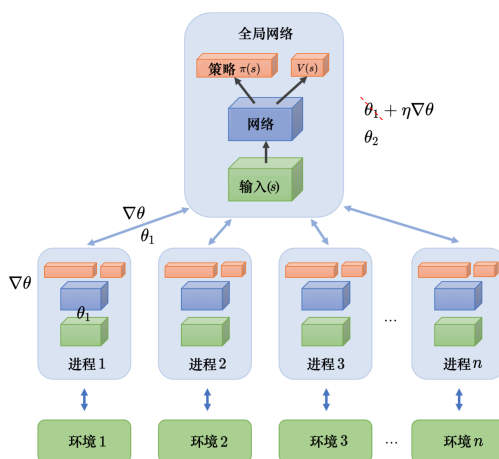 全局网络
策略 π(s)
V(s)
网络
θ₁ + η∇θ
θ₂
输入(s)
∇θ
θ₁
∇θ
θ₁
进程 1
进程 2
进程 3
...
进程 n
环境 1
环境 2
环境 3
...
环境 n